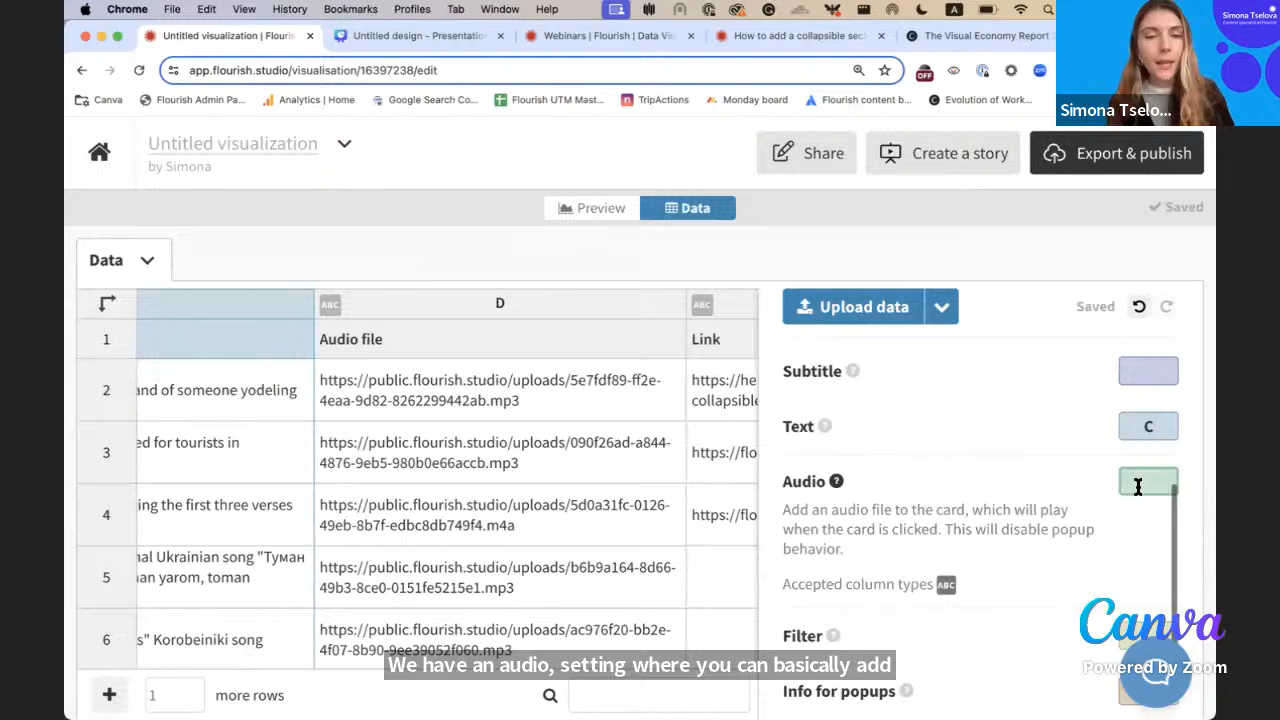 Chrome File Edit View History Bookmarks Profiles Tab Window Help
Simona Tselova
Untitled visualization | Flouris
Untitled design - Presentation
Webinars | Flourish | Data Vi
How to add a collapsible sec
The Visual Economy Report 2
app.flourish.studio/visualisation/16397238/edit
OFF
Canva
Flourish Admin Pa...
Analytics | Home
Google Search Co...
Flourish UTM Mast...
TripActions
Monday board
Flourish content b...
Evolution of Work...
Simona Tselo...
Untitled visualization
by Simona
Share
Create a story
Export & publish
Preview
Data
Saved
Data
ABC
D
ABC
1
Audio file
Link
2
and of someone yodeling
https://public.flourish.studio/uploads/5e7fdf89-ff2e-
4eaa-9d82-8262299442ab.mp3
https://he
collapsible
3
ed for tourists in
https://public.flourish.studio/uploads/090f26ad-a844-
4876-9eb5-980b0e66accb.mp3
https://flo
4
ing the first three verses
https://public.flourish.studio/uploads/5d0a31fc-0126-
49eb-8b7f-edbc8db749f4.m4a
https://flo
5
nal Ukrainian song "Туман
an yarom, toman
https://public.flourish.studio/uploads/b6b9a164-8d66-
49b3-8ce0-0151fe5215e1.mp3
6
s" Korobeiniki song
https://public.flourish.studio/uploads/ac976f20-bb2e-
4f07-8b90-9ee39052f060.mp3
1
more rows
Upload data
Saved
Subtitle
Text
C
Audio
Add an audio file to the card, which will play
when the card is clicked. This will disable popup
behavior.
Accepted column types ABC
Filter
Info for popups
We have an audio, setting where you can basically add
Canva
Powered by Zoom